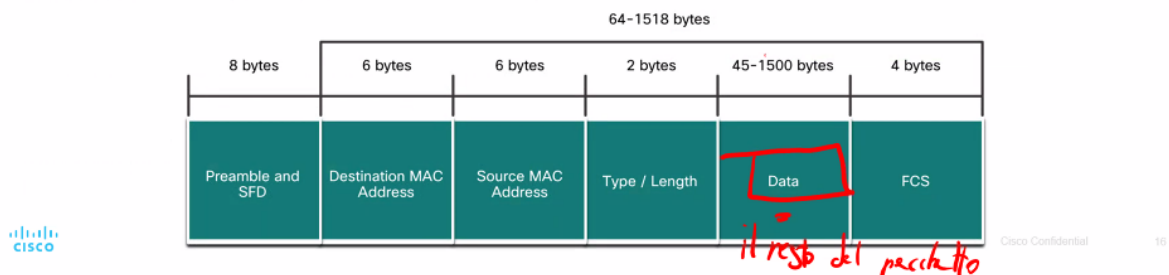 64-1518 bytes
8 bytes
6 bytes
6 bytes
2 bytes
45-1500 bytes
4 bytes
Preamble and
SFD
Destination MAC
Address
Source MAC
Address
Type / Length
Data
FCS
il resto del pacchetto
CISCO
Cisco Confidential
16